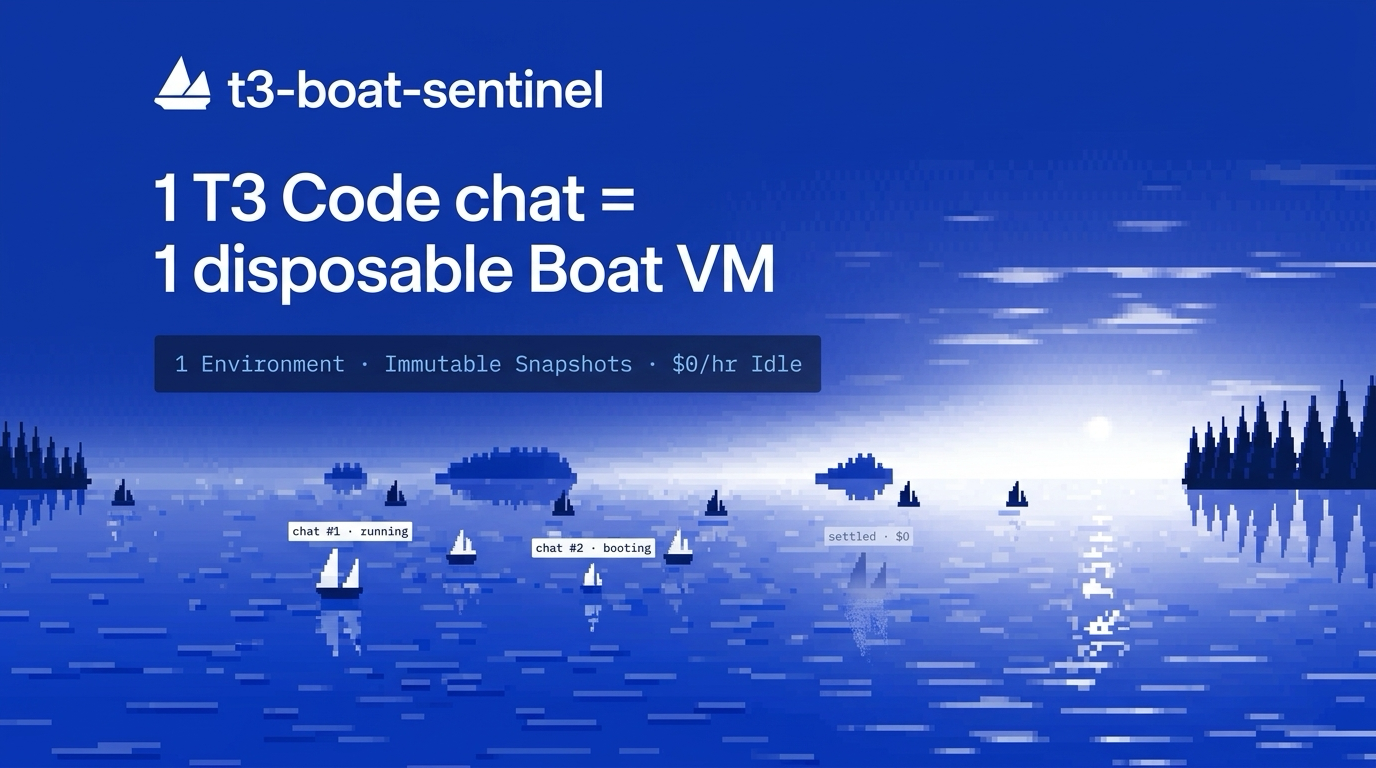 t3-boat-sentinel
1 T3 Code chat =
1 disposable Boat VM
1 Environment · Immutable Snapshots · $0/hr Idle
chat #1 · running
chat #2 · booting
settled · $0